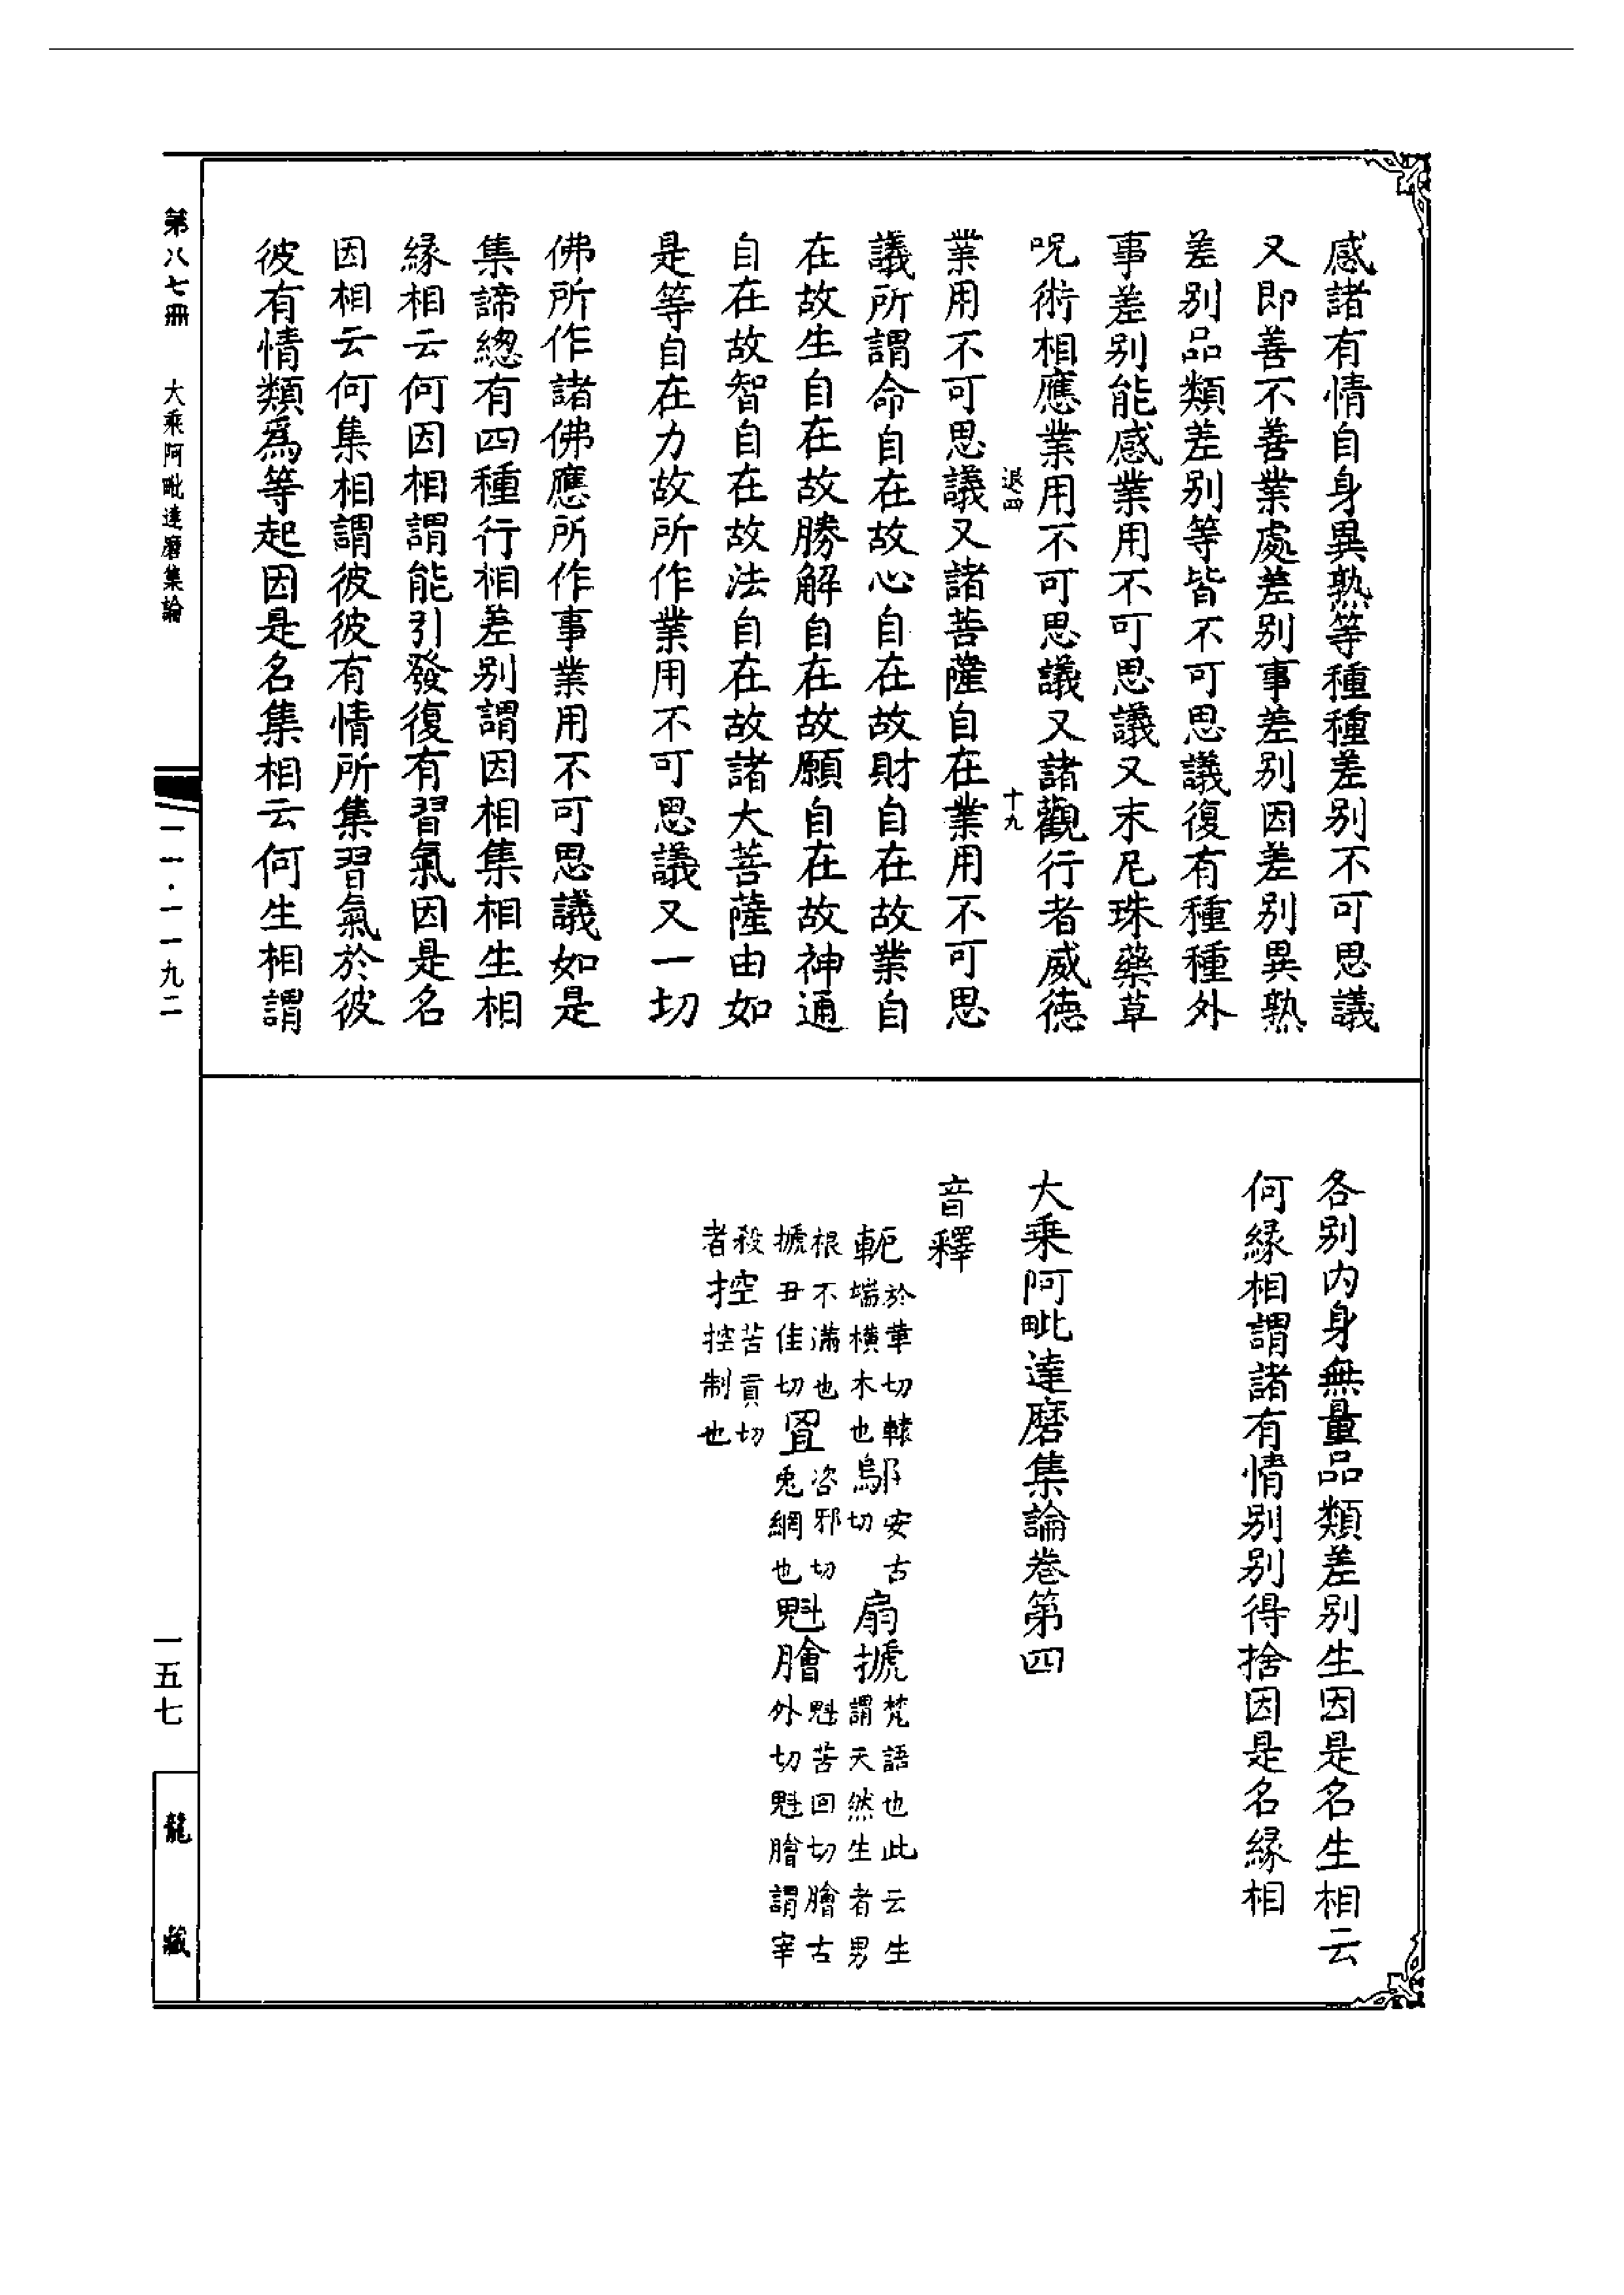 感諸有情自身異熟等種種差別不可思議
又即善不善業處差別事差別因差別異熟
差別品類差別等皆不可思議復有種種外
事差別能感業用不可思議又末尼珠藥草
呪術相應業用不可思議又諸觀行者威德
退四 十九
業用不可思議又諸菩薩自在業用不可思
議所謂命自在故心自在故財自在故業自
在故生自在故勝解自在故願自在故神通
自在故智自在故法自在故諸大菩薩由如
是等自在力故所作業用不可思議又一切
佛所作諸佛應所作事業用不可思議如是
集諦總有四種行相差別謂因相集相生相
緣相云何因相謂能引發復有習氣因是名
因相云何集相謂彼彼有情所集習氣於彼
彼有情類為等起因是名集相云何生相謂
各別內身無量品類差別生因是名生相云
何緣相謂諸有情別別得捨因是名緣相
大乘阿毗達磨集論卷第四
音釋
軶於革切轅端橫木也鄔安古切扇搋梵語也此云生謂天然生者男
根不滿也搋丑佳切罝咨邪切兎網也魁膾魁苦回切膾古外切魁膾謂宰
殺者控苦貢切控制也
第八七冊 大乘阿毗達磨集論
一一·一一九二
一五七
龍藏